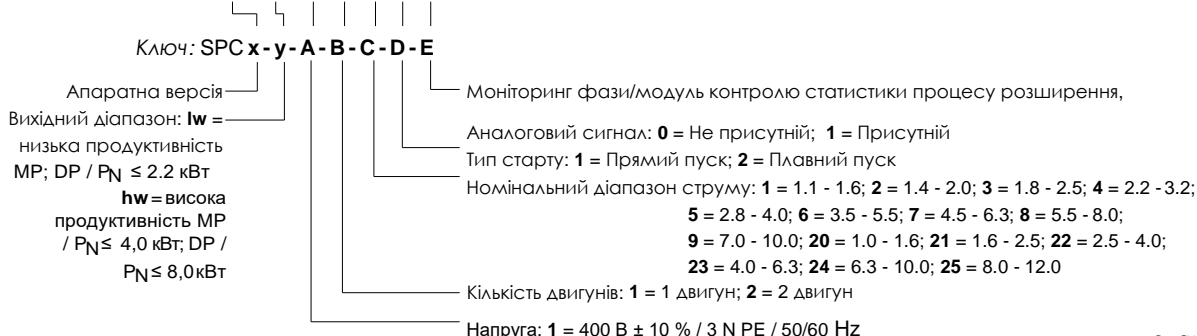 Ключ: SPC x - y - A - B - C - D - E
Апаратна версія
Вихідний діапазон: lw =
низька продуктивність
MP; DP / PN ≤ 2.2 кВт
hw = висока
продуктивність MP
/ PN ≤ 4,0 кВт; DP /
PN ≤ 8,0 кВт
Моніторинг фази/модуль контролю статистики процесу розширення,
Аналоговий сигнал: 0 = Не присутній; 1 = Присутній
Тип старту: 1 = Прямий пуск; 2 = Плавний пуск
Номінальний діапазон струму: 1 = 1.1 - 1.6; 2 = 1.4 - 2.0; 3 = 1.8 - 2.5; 4 = 2.2 -3.2;
5 = 2.8 - 4.0; 6 = 3.5 - 5.5; 7 = 4.5 - 6.3; 8 = 5.5 - 8.0;
9 = 7.0 - 10.0; 20 = 1.0 - 1.6; 21 = 1.6 - 2.5; 22 = 2.5 - 4.0;
23 = 4.0 - 6.3; 24 = 6.3 - 10.0; 25 = 8.0 - 12.0
Кількість двигунів: 1 = 1 двигун; 2 = 2 двигун
Напруга: 1 = 400 В ± 10 % / 3 N PE / 50/60 Hz